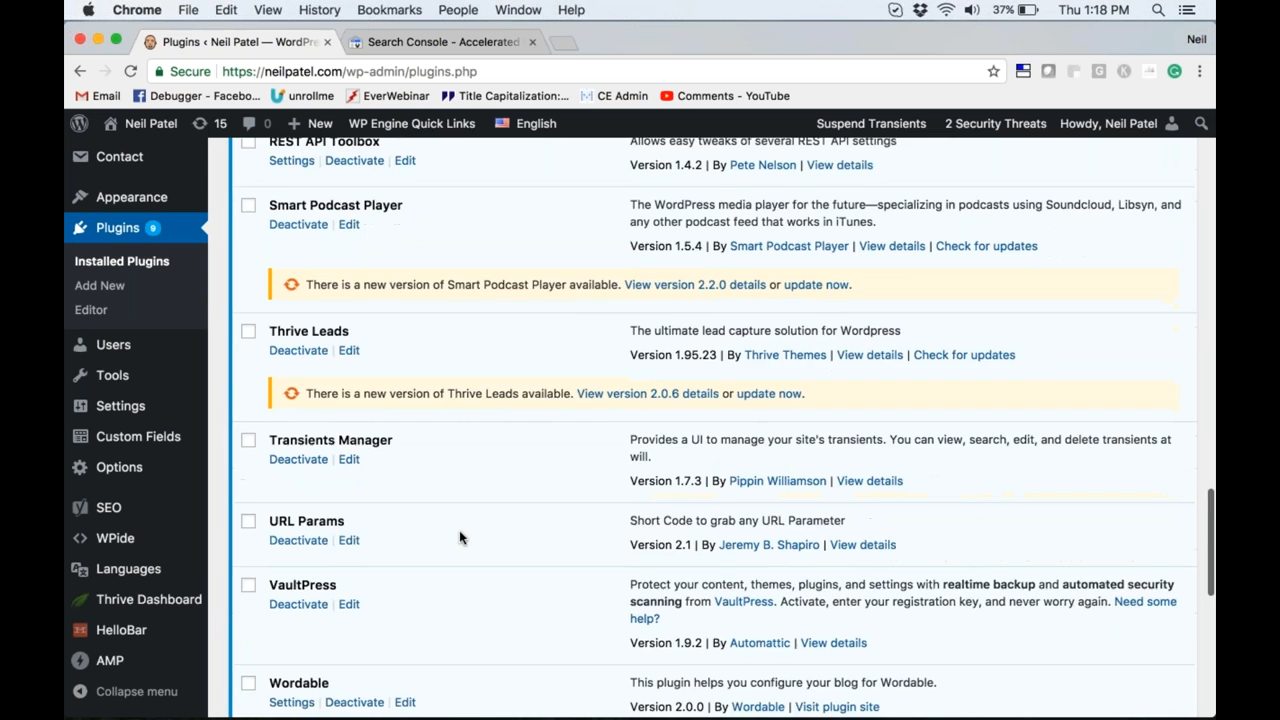 Chrome File Edit View History Bookmarks People Window Help 37% Thu 1:18 PM
Plugins ‹ Neil Patel — WordPre Search Console - Accelerated Neil
Secure https://neilpatel.com/wp-admin/plugins.php
Email Debugger - Facebo... unrollme EverWebinar Title Capitalization:... CE Admin Comments - YouTube
Neil Patel 15 0 New WP Engine Quick Links English Suspend Transients 2 Security Threats Howdy, Neil Patel
Contact
Appearance
Plugins 9
Installed Plugins
Add New
Editor
Users
Tools
Settings
Custom Fields
Options
SEO
WPide
Languages
Thrive Dashboard
HelloBar
AMP
Collapse menu
REST API Toolbox
Settings | Deactivate | Edit
Allows easy tweaks of several REST API settings
Version 1.4.2 | By Pete Nelson | View details
Smart Podcast Player
Deactivate | Edit
The WordPress media player for the future—specializing in podcasts using Soundcloud, Libsyn, and
any other podcast feed that works in iTunes.
Version 1.5.4 | By Smart Podcast Player | View details | Check for updates
There is a new version of Smart Podcast Player available. View version 2.2.0 details or update now.
Thrive Leads
Deactivate | Edit
The ultimate lead capture solution for Wordpress
Version 1.95.23 | By Thrive Themes | View details | Check for updates
There is a new version of Thrive Leads available. View version 2.0.6 details or update now.
Transients Manager
Deactivate | Edit
Provides a UI to manage your site's transients. You can view, search, edit, and delete transients at
will.
Version 1.7.3 | By Pippin Williamson | View details
URL Params
Deactivate | Edit
Short Code to grab any URL Parameter
Version 2.1 | By Jeremy B. Shapiro | View details
VaultPress
Deactivate | Edit
Protect your content, themes, plugins, and settings with realtime backup and automated security
scanning from VaultPress. Activate, enter your registration key, and never worry again. Need some
help?
Version 1.9.2 | By Automattic | View details
Wordable
Settings | Deactivate | Edit
This plugin helps you configure your blog for Wordable.
Version 2.0.0 | By Wordable | Visit plugin site